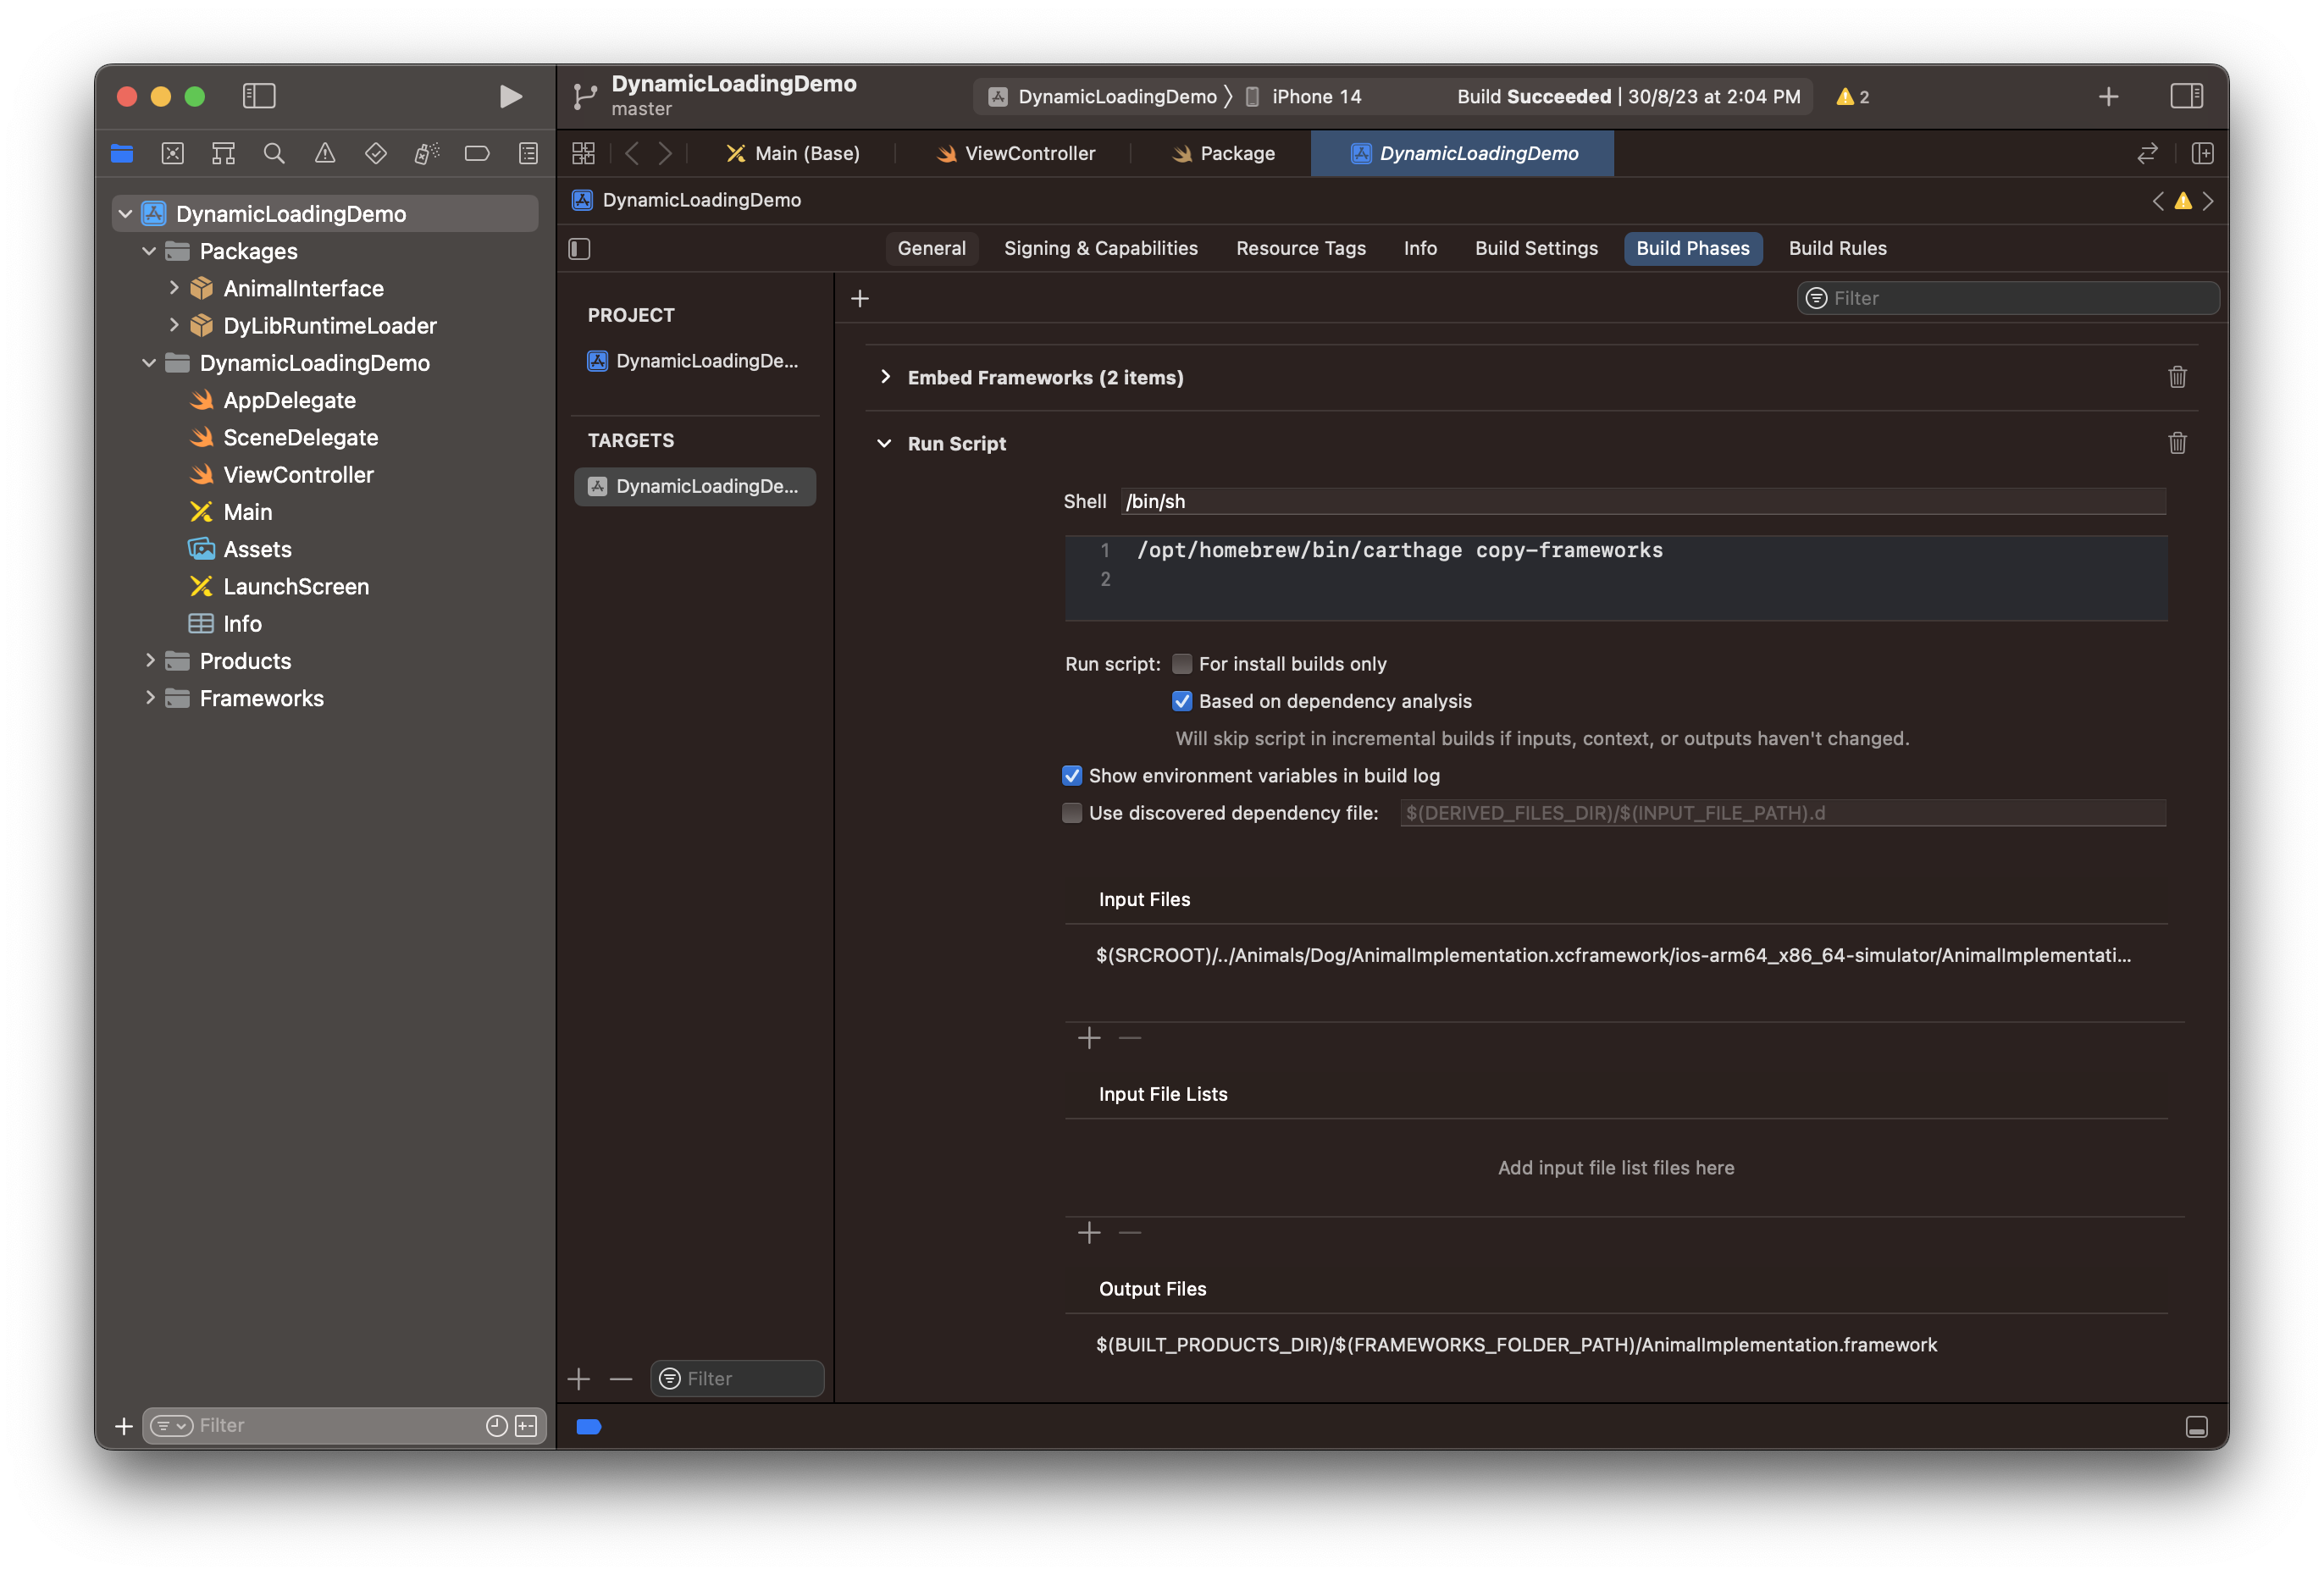 DynamicLoadingDemo
master
DynamicLoadingDemo 〉 iPhone 14
Build Succeeded | 30/8/23 at 2:04 PM
2
Main (Base)
ViewController
Package
DynamicLoadingDemo
DynamicLoadingDemo
Packages
AnimalInterface
DyLibRuntimeLoader
DynamicLoadingDemo
AppDelegate
SceneDelegate
ViewController
Main
Assets
LaunchScreen
Info
Products
Frameworks
Filter
DynamicLoadingDemo
General
Signing & Capabilities
Resource Tags
Info
Build Settings
Build Phases
Build Rules
PROJECT
DynamicLoadingDe...
TARGETS
DynamicLoadingDe...
Filter
Filter
Embed Frameworks (2 items)
Run Script
Shell /bin/sh
1 /opt/homebrew/bin/carthage copy-frameworks
2
Run script: For install builds only
Based on dependency analysis
Will skip script in incremental builds if inputs, context, or outputs haven't changed.
Show environment variables in build log
Use discovered dependency file: $(DERIVED_FILES_DIR)/$(INPUT_FILE_PATH).d
Input Files
$(SRCROOT)/../Animals/Dog/AnimalImplementation.xcframework/ios-arm64_x86_64-simulator/AnimalImplementati...
Input File Lists
Add input file list files here
Output Files
$(BUILT_PRODUCTS_DIR)/$(FRAMEWORKS_FOLDER_PATH)/AnimalImplementation.framework